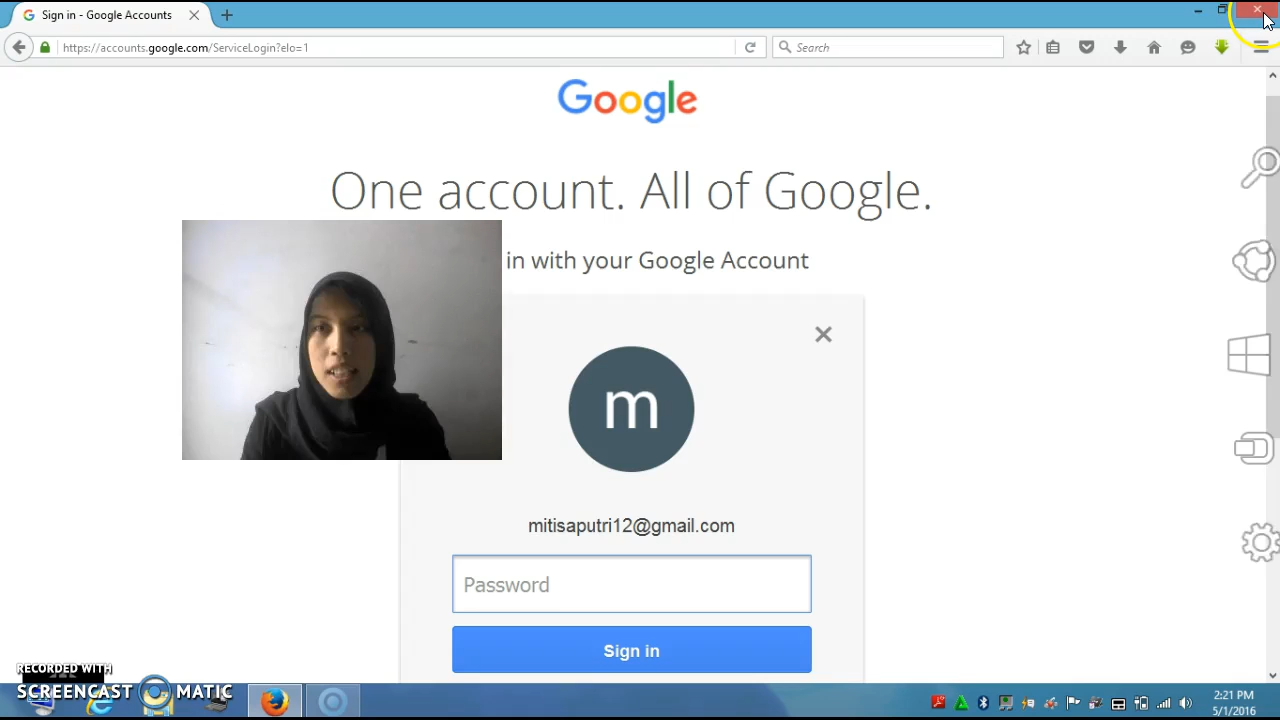 Sign in - Google Accounts
https://accounts.google.com/ServiceLogin?elo=1
Search
Google
One account. All of Google.
in with your Google Account
m
mitisaputri12@gmail.com
Password
Sign in
RECORDED WITH
SCREENCAST MATIC
2:21 PM
5/1/2016